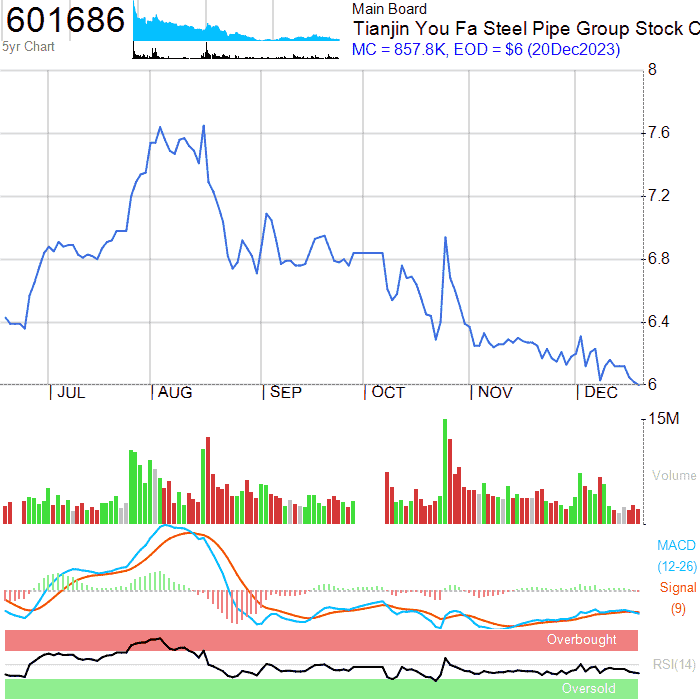 601686
5yr Chart
Main Board
Tianjin You Fa Steel Pipe Group Stock C
MC = 857.8K, EOD = $6 (20Dec2023)
8
7.6
7.2
6.8
6.4
6
JUL AUG SEP OCT NOV DEC
15M
Volume
MACD
(12-26)
Signal
(9)
Overbought
RSI(14)
Oversold